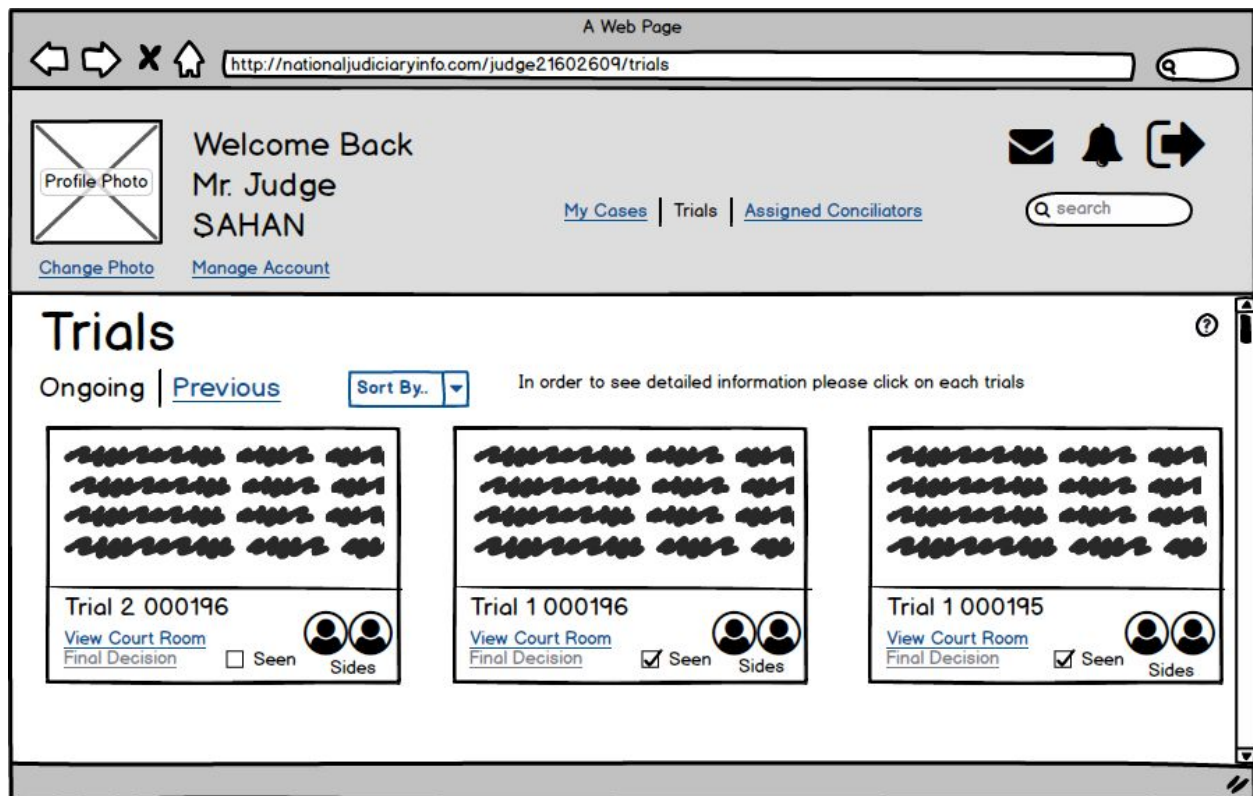 A Web Page
http://nationaljudiciaryinfo.com/judge21602609/trials
Profile Photo
Welcome Back
Mr. Judge
SAHAN
My Cases | Trials | Assigned Conciliators
search
Change Photo
Manage Account
Trials
?
Ongoing | Previous
Sort By..
In order to see detailed information please click on each trials
Trial 2 000196
View Court Room
Final Decision
Seen
Sides
Trial 1 000196
View Court Room
Final Decision
Seen
Sides
Trial 1 000195
View Court Room
Final Decision
Seen
Sides